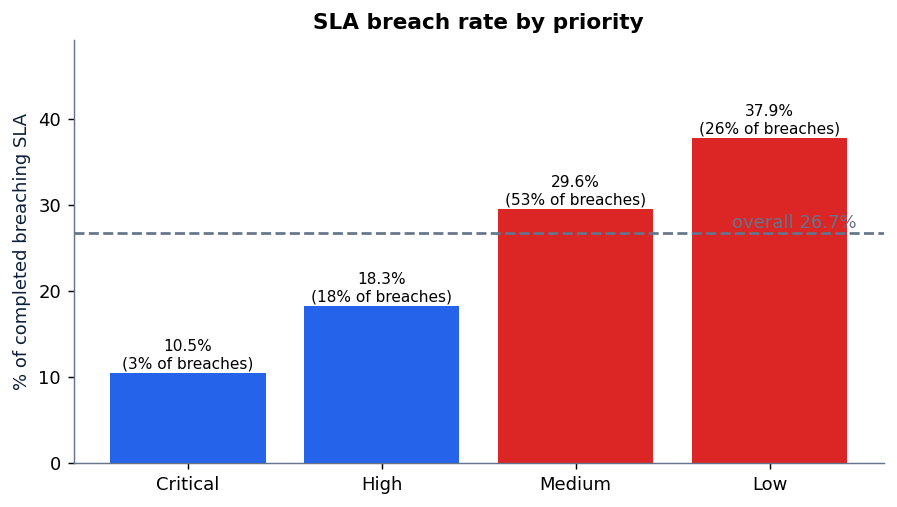 SLA breach rate by priority
% of completed breaching SLA
40
30
20
10
0
10.5%
(3% of breaches)
18.3%
(18% of breaches)
29.6%
(53% of breaches)
37.9%
(26% of breaches)
overall 26.7%
Critical
High
Medium
Low